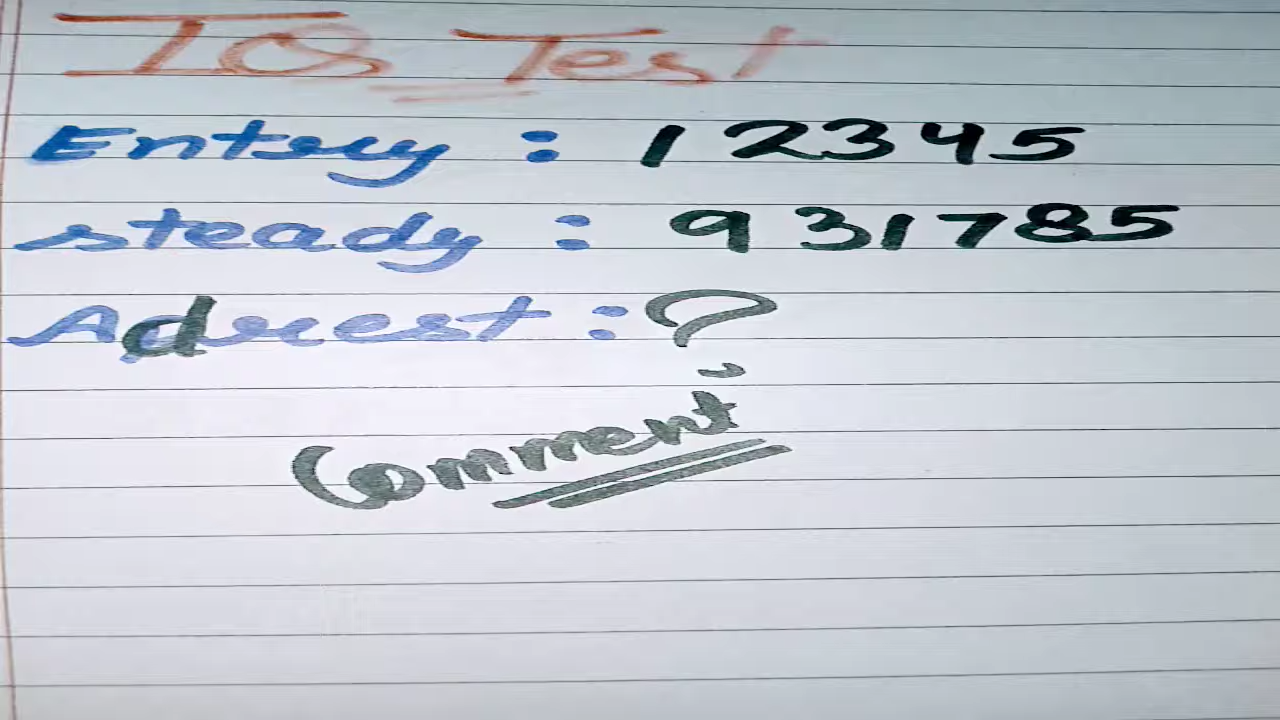 IQ Test
Entry : 12345
steady : 931785
Adrest : ?
Comment